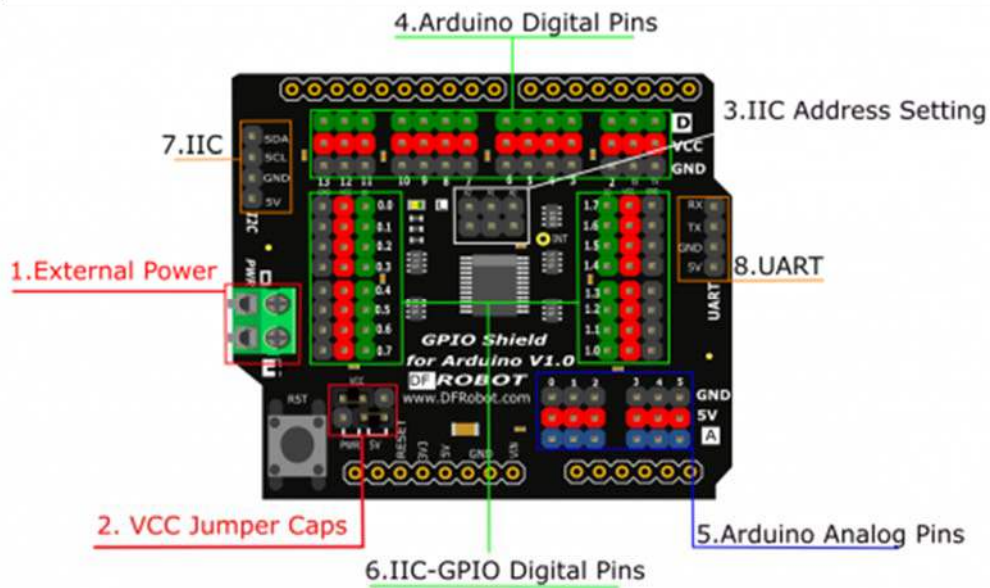 4.Arduino Digital Pins
3.IIC Address Setting
7.IIC
SDA
SCL
GND
5V
D
VCC
GND
13 12 11 10 9 8 7 6 5 4 3 2
0.0
0.1
0.2
0.3
0.4
0.5
0.6
0.7
L
INT
1.7
1.6
1.5
1.4
1.3
1.2
1.1
1.0
RX
TX
GND
5V
8.UART
UART
1.External Power
PWR
GPIO Shield
for Arduino V1.0
DF ROBOT
www.DFRobot.com
VCC
PWR 5V
RST
RESET 3V3 5V GND VIN
0 1 2 3 4 5
GND
5V
A
2. VCC Jumper Caps
5.Arduino Analog Pins
6.IIC-GPIO Digital Pins